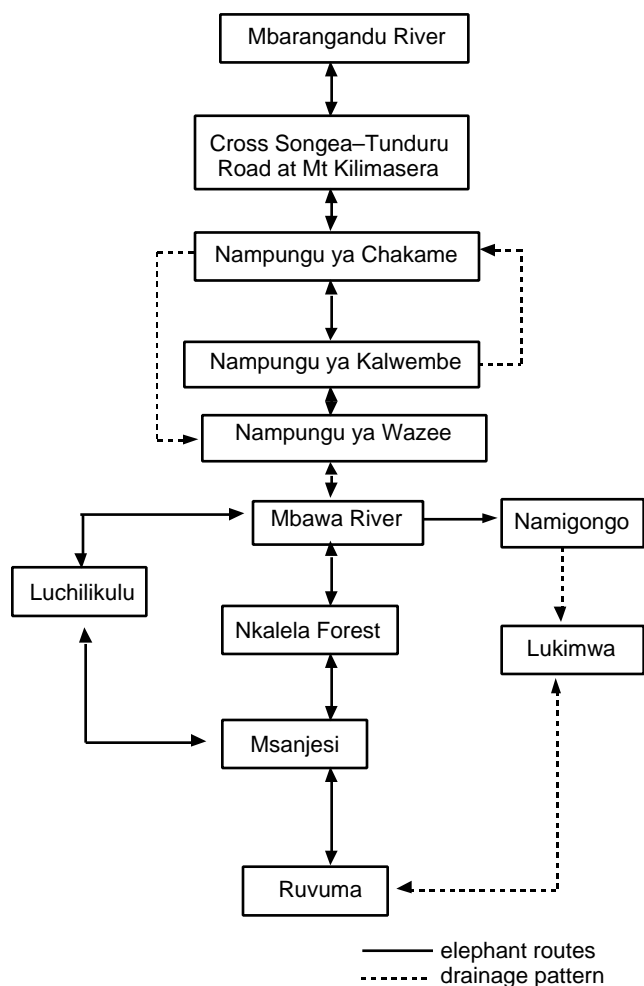 Mbarangandu River
Cross Songea–Tunduru
Road at Mt Kilimasera
Nampungu ya Chakame
Nampungu ya Kalwembe
Nampungu ya Wazee
Mbawa River
Namigongo
Luchilikulu
Nkalela Forest
Lukimwa
Msanjesi
Ruvuma
elephant routes
drainage pattern